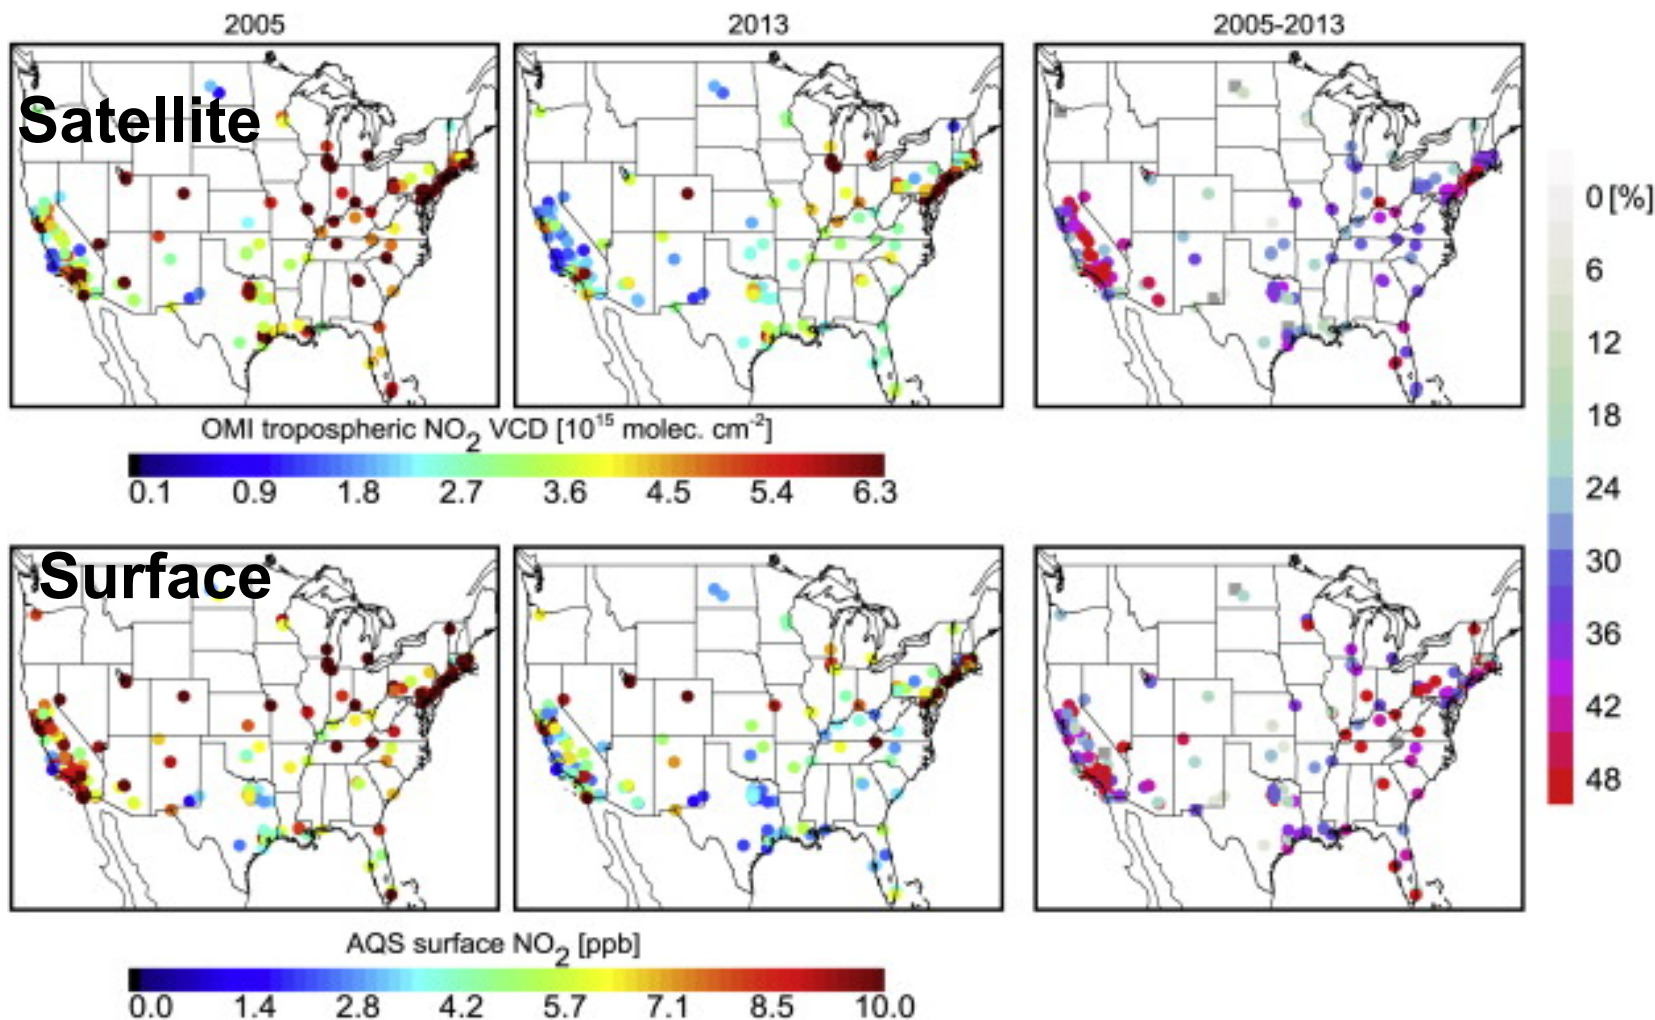 2005 2013 2005-2013
Satellite
OMI tropospheric NO2 VCD [10^15 molec. cm^-2]
0.1 0.9 1.8 2.7 3.6 4.5 5.4 6.3
0[%]
6
12
18
24
30
36
42
48
Surface
AQS surface NO2 [ppb]
0.0 1.4 2.8 4.2 5.7 7.1 8.5 10.0